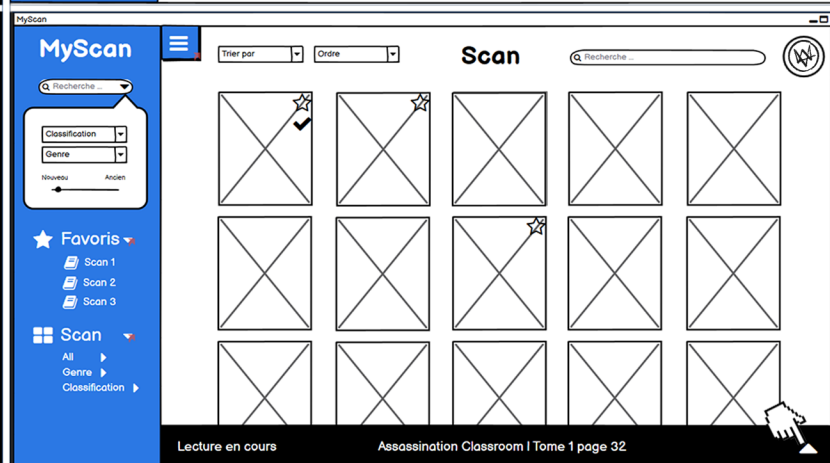 MyScan
MyScan
Recherche ...
Classification
Genre
Nouveau Ancien
Favoris
Scan 1
Scan 2
Scan 3
Scan
All
Genre
Classification
Trier par
Ordre
Scan
Recherche ...
Lecture en cours
Assassination Classroom | Tome 1 page 32